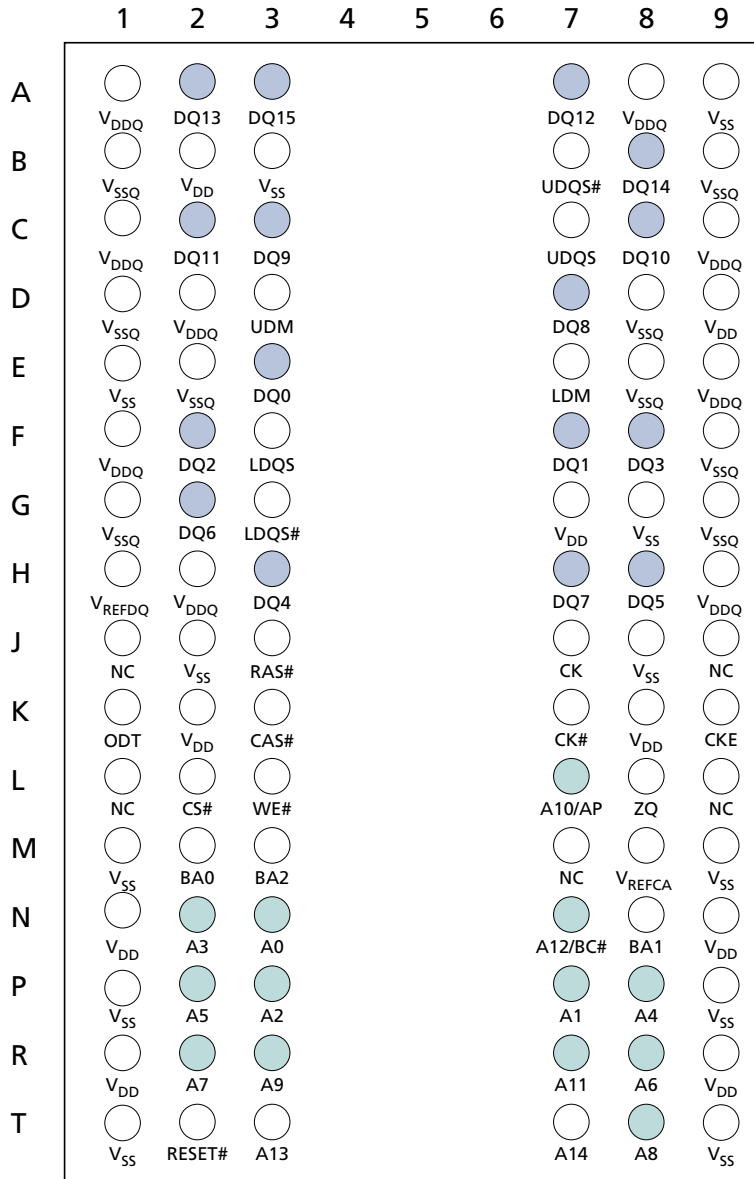 1 2 3 4 5 6 7 8 9
A
VDDQ DQ13 DQ15 DQ12 VDDQ VSS
B
VSSQ VDD VSS UDQS# DQ14 VSSQ
C
VDDQ DQ11 DQ9 UDQS DQ10 VDDQ
D
VSSQ VDDQ UDM DQ8 VSSQ VDD
E
VSS VSSQ DQ0 LDM VSSQ VDDQ
F
VDDQ DQ2 LDQS DQ1 DQ3 VSSQ
G
VSSQ DQ6 LDQS# VDD VSS VSSQ
H
VREFDQ VDDQ DQ4 DQ7 DQ5 VDDQ
J
NC VSS RAS# CK VSS NC
K
ODT VDD CAS# CK# VDD CKE
L
NC CS# WE# A10/AP ZQ NC
M
VSS BA0 BA2 NC VREFCA VSS
N
VDD A3 A0 A12/BC# BA1 VDD
P
VSS A5 A2 A1 A4 VSS
R
VDD A7 A9 A11 A6 VDD
T
VSS RESET# A13 A14 A8 VSS